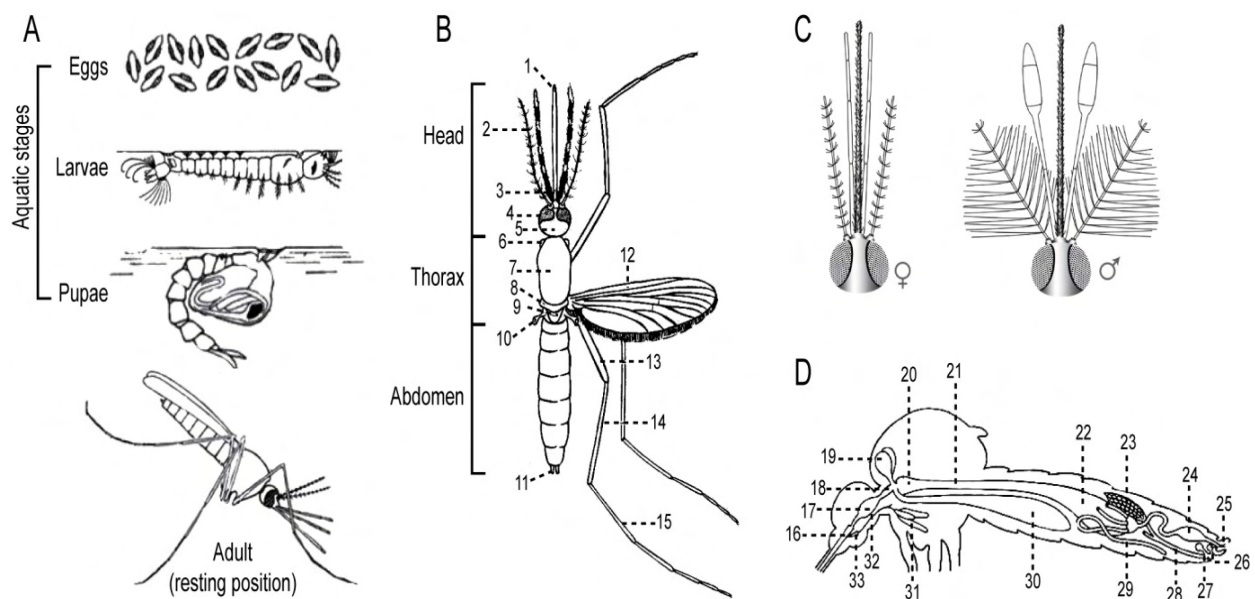 A
Aquatic stages
Eggs
Larvae
Pupae
Adult
(resting position)
B
Head
Thorax
Abdomen
1
2
3
4
5
6
7
8
9
10
11
12
13
14
15
C
♀
♂
D
16
17
18
19
20
21
22
23
24
25
26
27
28
29
30
31
32
33